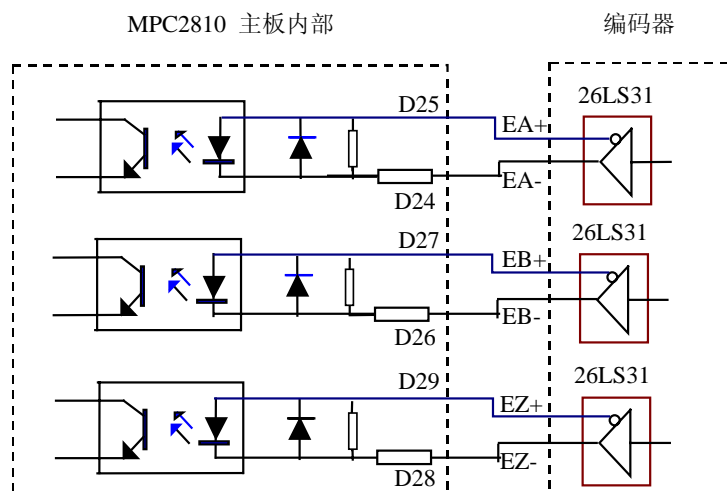 MPC2810 主板内部
编码器
26LS31
D25
EA+
EA-
D24
26LS31
D27
EB+
EB-
D26
26LS31
D29
EZ+
EZ-
D28